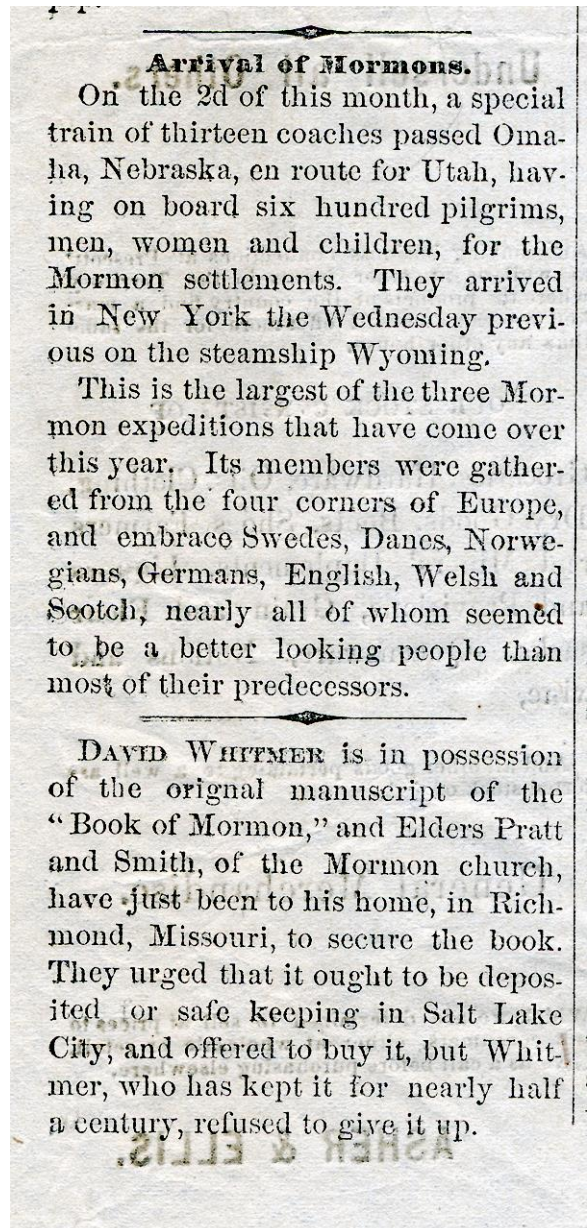 Arrival of Mormons.
On the 2d of this month, a special
train of thirteen coaches passed Oma-
ha, Nebraska, en route for Utah, hav-
ing on board six hundred pilgrims,
men, women and children, for the
Mormon settlements. They arrived
in New York the Wednesday previ-
ous on the steamship Wyoming.
This is the largest of the three Mor-
mon expeditions that have come over
this year. Its members were gather-
ed from the four corners of Europe,
and embrace Swedes, Danes, Norwe-
gians, Germans, English, Welsh and
Scotch, nearly all of whom seemed
to be a better looking people than
most of their predecessors.
DAVID WHITMER is in possession
of the orignal manuscript of the
"Book of Mormon," and Elders Pratt
and Smith, of the Mormon church,
have just been to his home, in Rich-
mond, Missouri, to secure the book.
They urged that it ought to be depos-
ited for safe keeping in Salt Lake
City, and offered to buy it, but Whit-
mer, who has kept it for nearly half
a century, refused to give it up.
ASHER & ELLIS.